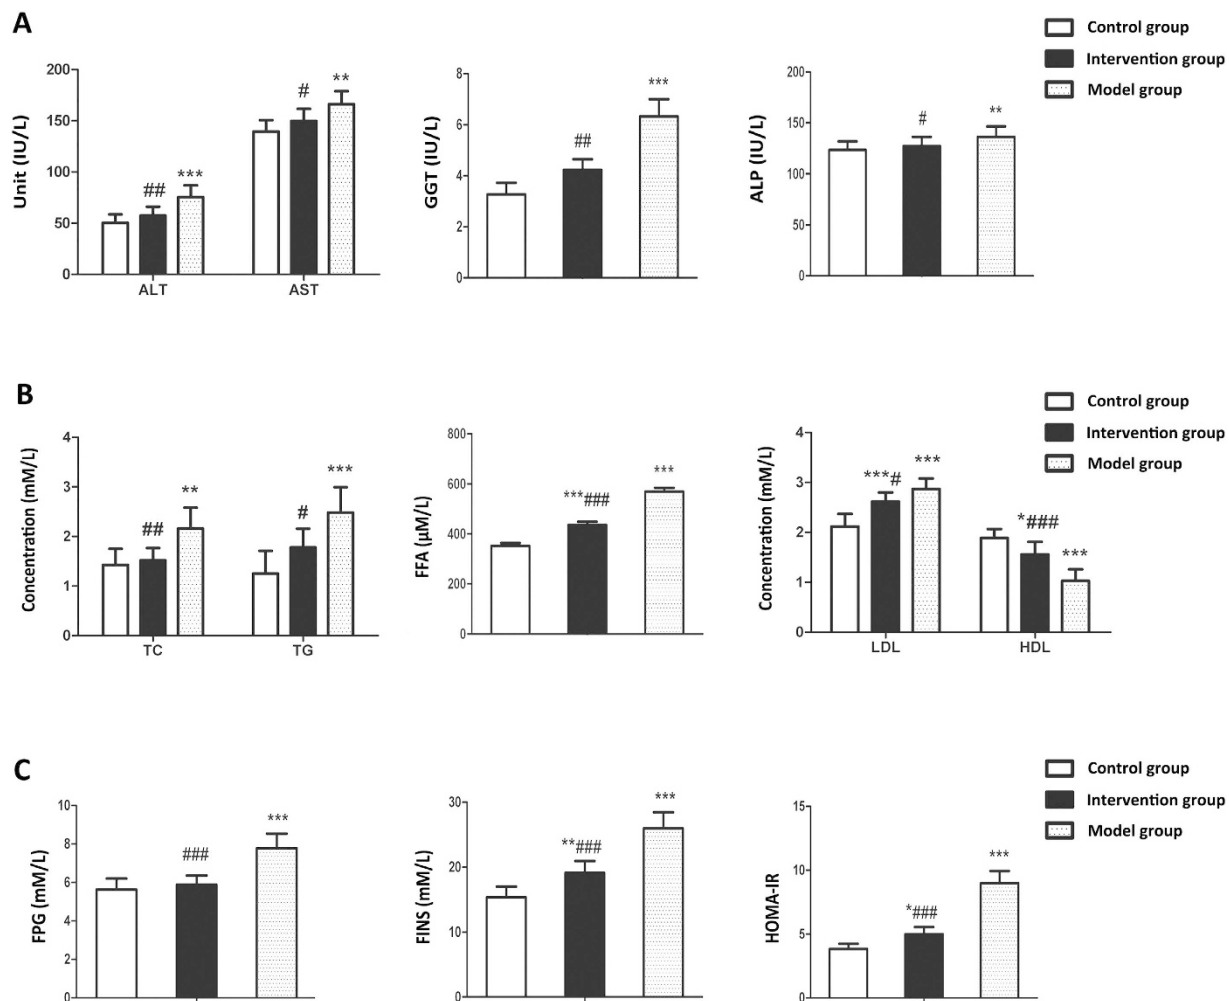 A
Control group
Intervention group
Model group
Unit (IU/L)
200
150
100
50
0
##
***
#
**
ALT
AST
GGT (IU/L)
8
6
4
2
0
##
***
ALP (IU/L)
200
150
100
50
0
#
**
B
Control group
Intervention group
Model group
Concentration (mM/L)
4
3
2
1
0
##
**
#
***
TC
TG
FFA (µM/L)
800
600
400
200
0
***###
***
Concentration (mM/L)
4
3
2
1
0
***#
***
*###
***
LDL
HDL
C
Control group
Intervention group
Model group
FPG (mM/L)
10
8
6
4
2
0
###
***
FINS (mM/L)
30
20
10
0
**###
***
HOMA-IR
15
10
5
0
*###
***